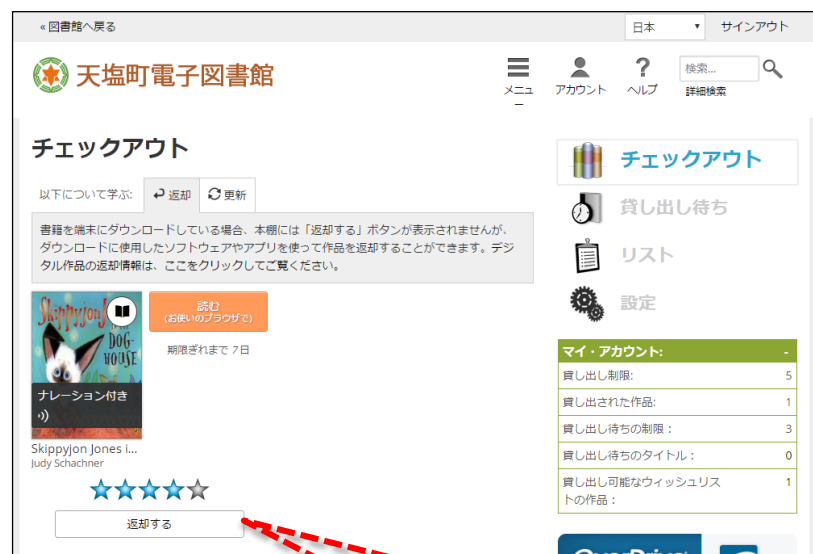 « 図書館へ戻る
日本
サインアウト
天塩町電子図書館
メニュー
アカウント
?
ヘルプ
検索...
詳細検索
チェックアウト
以下について学ぶ:
返却
更新
書籍を端末にダウンロードしている場合、本棚には「返却する」ボタンが表示されませんが、
ダウンロードに使用したソフトウェアやアプリを使って作品を返却することができます。デジ
タル作品の返却情報は、ここをクリックしてご覧ください。
Skippyjon
DOG-
HOUSE
ナレーション付き
読む
(お使いのブラウザで)
期限ぎれまで 7日
Skippyjon Jones i...
Judy Schachner
返却する
チェックアウト
貸し出し待ち
リスト
設定
マイ・アカウント: -
貸し出し制限: 5
貸し出された作品: 1
貸し出し待ちの制限： 3
貸し出し待ちのタイトル： 0
貸し出し可能なウィッシュリス 1
トの作品：
OverDrive